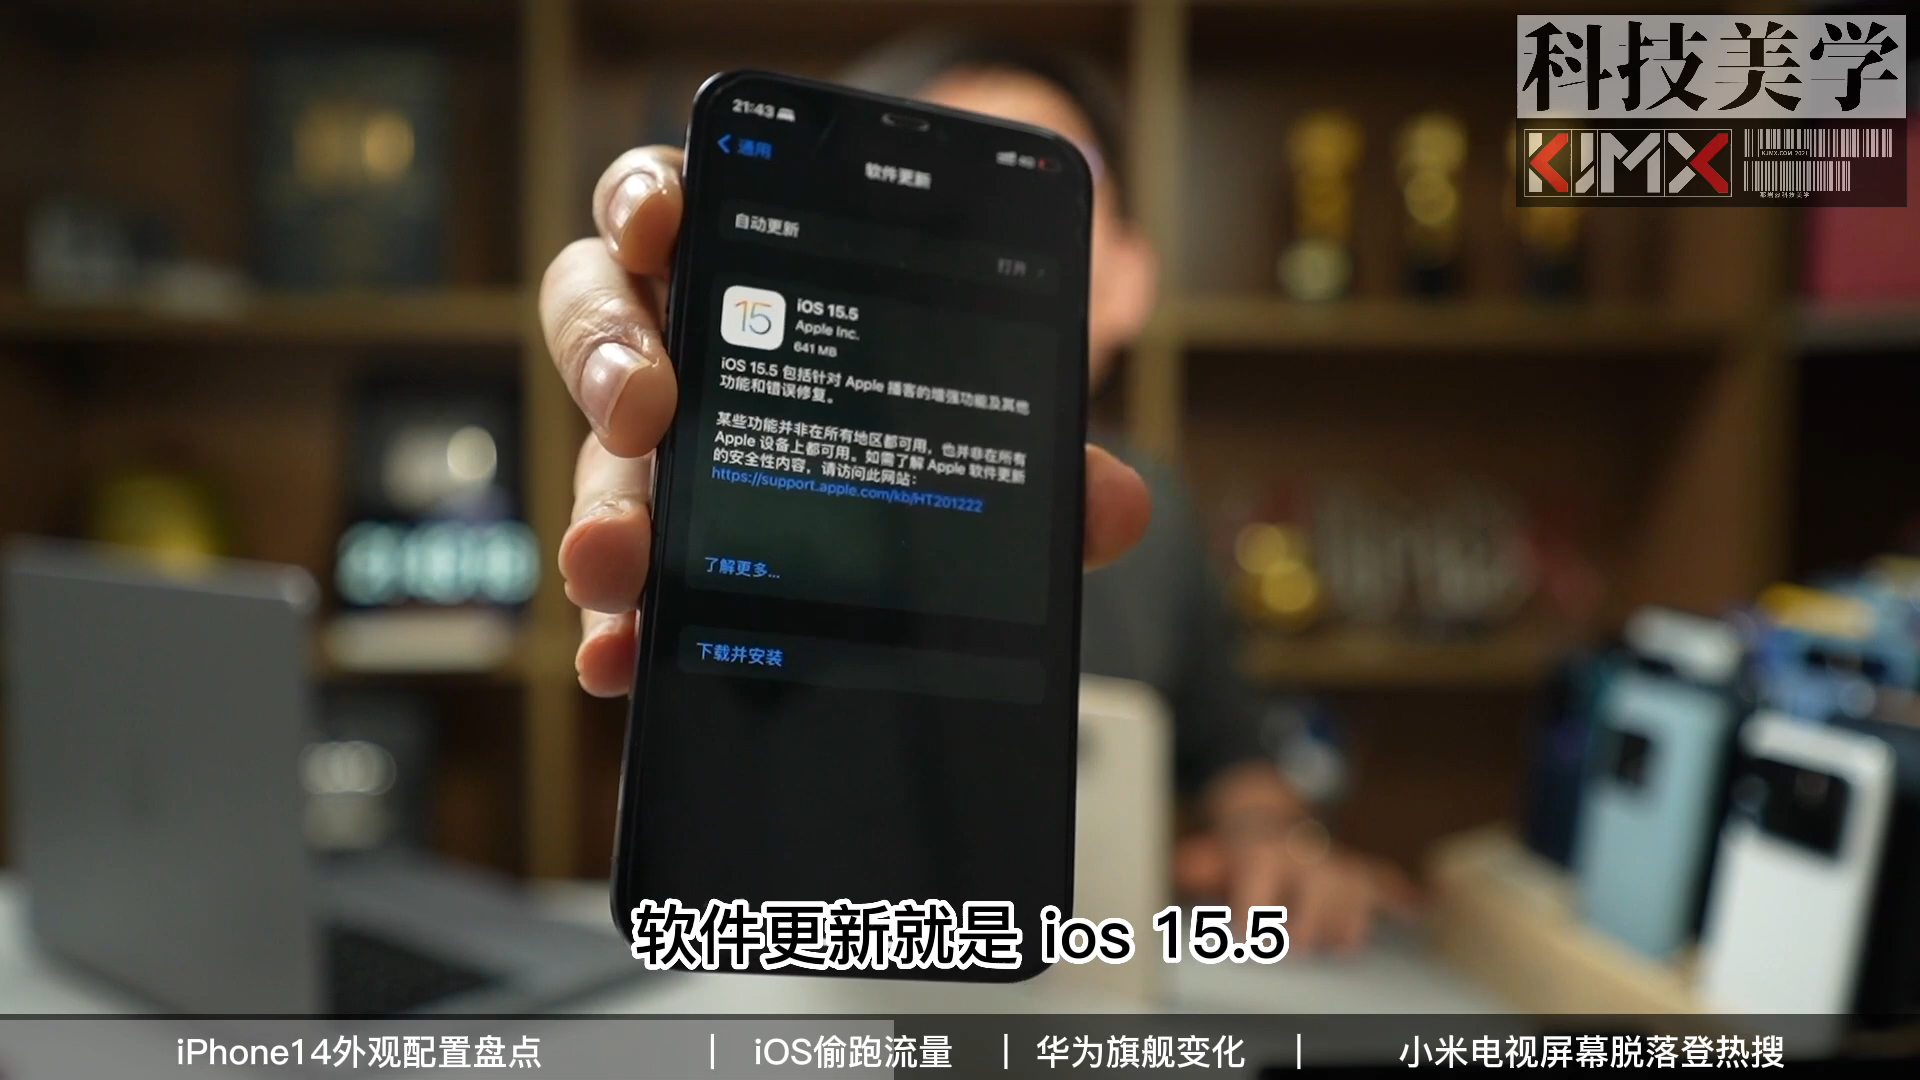 科技美学
KJMX
KJMX.COM 2021
21:43
通用
4G
软件更新
自动更新
打开
15
iOS 15.5
Apple Inc.
641 MB
iOS 15.5 包括针对 Apple 播客的增强功能及其他
功能和错误修复。
某些功能并非在所有地区都可用，也并非在所有
Apple 设备上都可用。如需了解 Apple 软件更新
的安全性内容，请访问此网站：
https://support.apple.com/kb/HT201222
了解更多...
下载并安装
软件更新就是 ios 15.5
iPhone14外观配置盘点 | iOS偷跑流量 | 华为旗舰变化 | 小米电视屏幕脱落登热搜